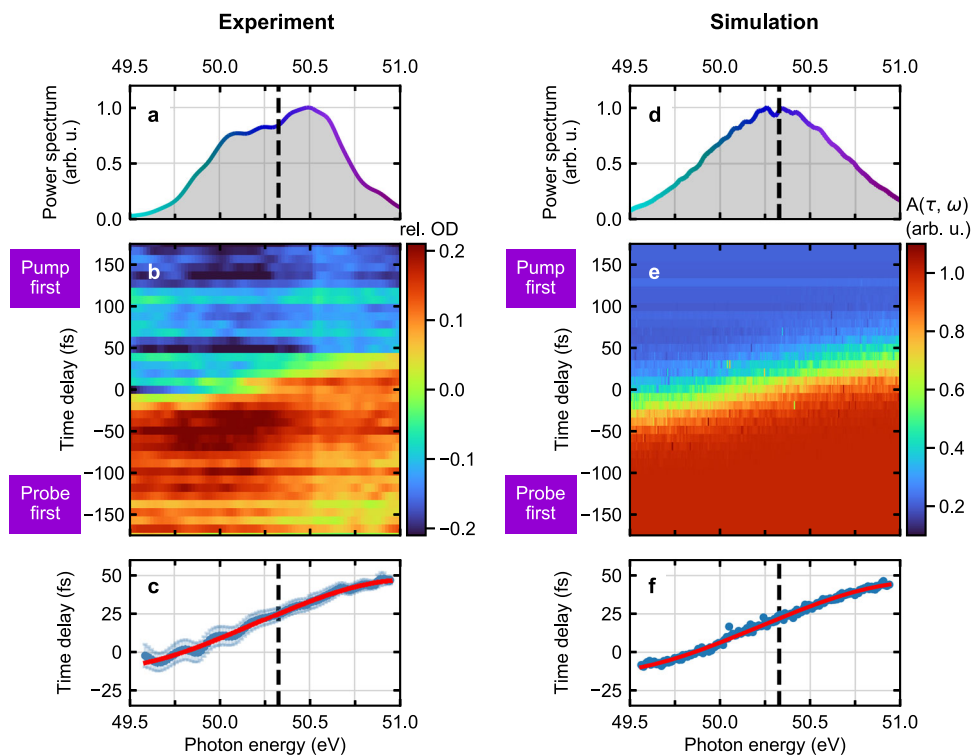 Experiment
Simulation
49.5 50.0 50.5 51.0
49.5 50.0 50.5 51.0
a
d
1.0
0.5
0.0
Power spectrum
(arb. u.)
1.0
0.5
0.0
Power spectrum
(arb. u.)
rel. OD
A(τ, ω)
(arb. u.)
Pump
first
Probe
first
b
150
100
50
0
−50
−100
−150
Time delay (fs)
0.2
0.1
0.0
−0.1
−0.2
Pump
first
Probe
first
e
150
100
50
0
−50
−100
−150
Time delay (fs)
1.0
0.8
0.6
0.4
0.2
c
50
25
0
−25
Time delay (fs)
49.5 50.0 50.5 51.0
Photon energy (eV)
f
50
25
0
−25
Time delay (fs)
49.5 50.0 50.5 51.0
Photon energy (eV)